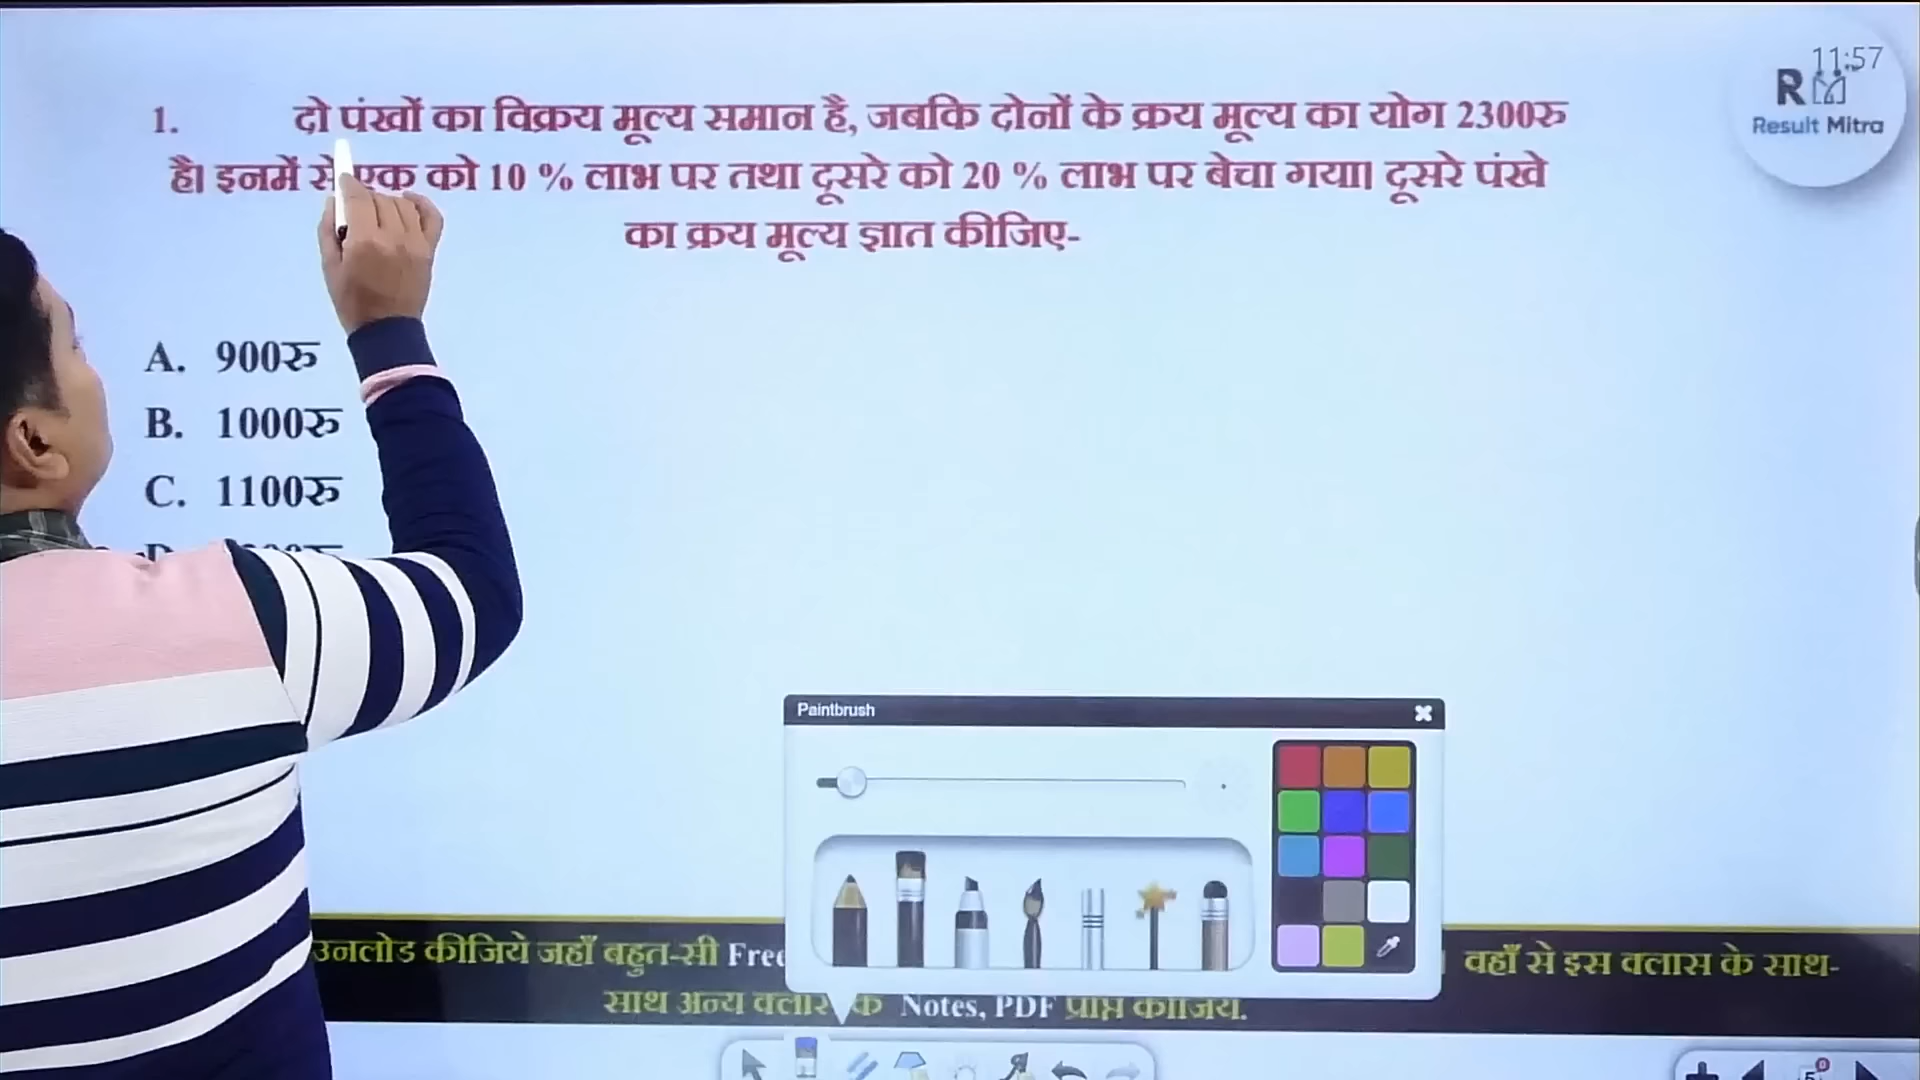 11:57
R
Result Mitra
1. दो पंखों का विक्रय मूल्य समान है, जबकि दोनों के क्रय मूल्य का योग 2300रु
है। इनमें से एक को 10 % लाभ पर तथा दूसरे को 20 % लाभ पर बेचा गया। दूसरे पंखे
का क्रय मूल्य ज्ञात कीजिए-
A. 900रु
B. 1000रु
C. 1100रु
Paintbrush
कीजिये जहाँ बहुत-सी Free वहाँ से इस क्लास के साथ-
साथ अन्य Notes, PDF प्राप्त कीजिये.